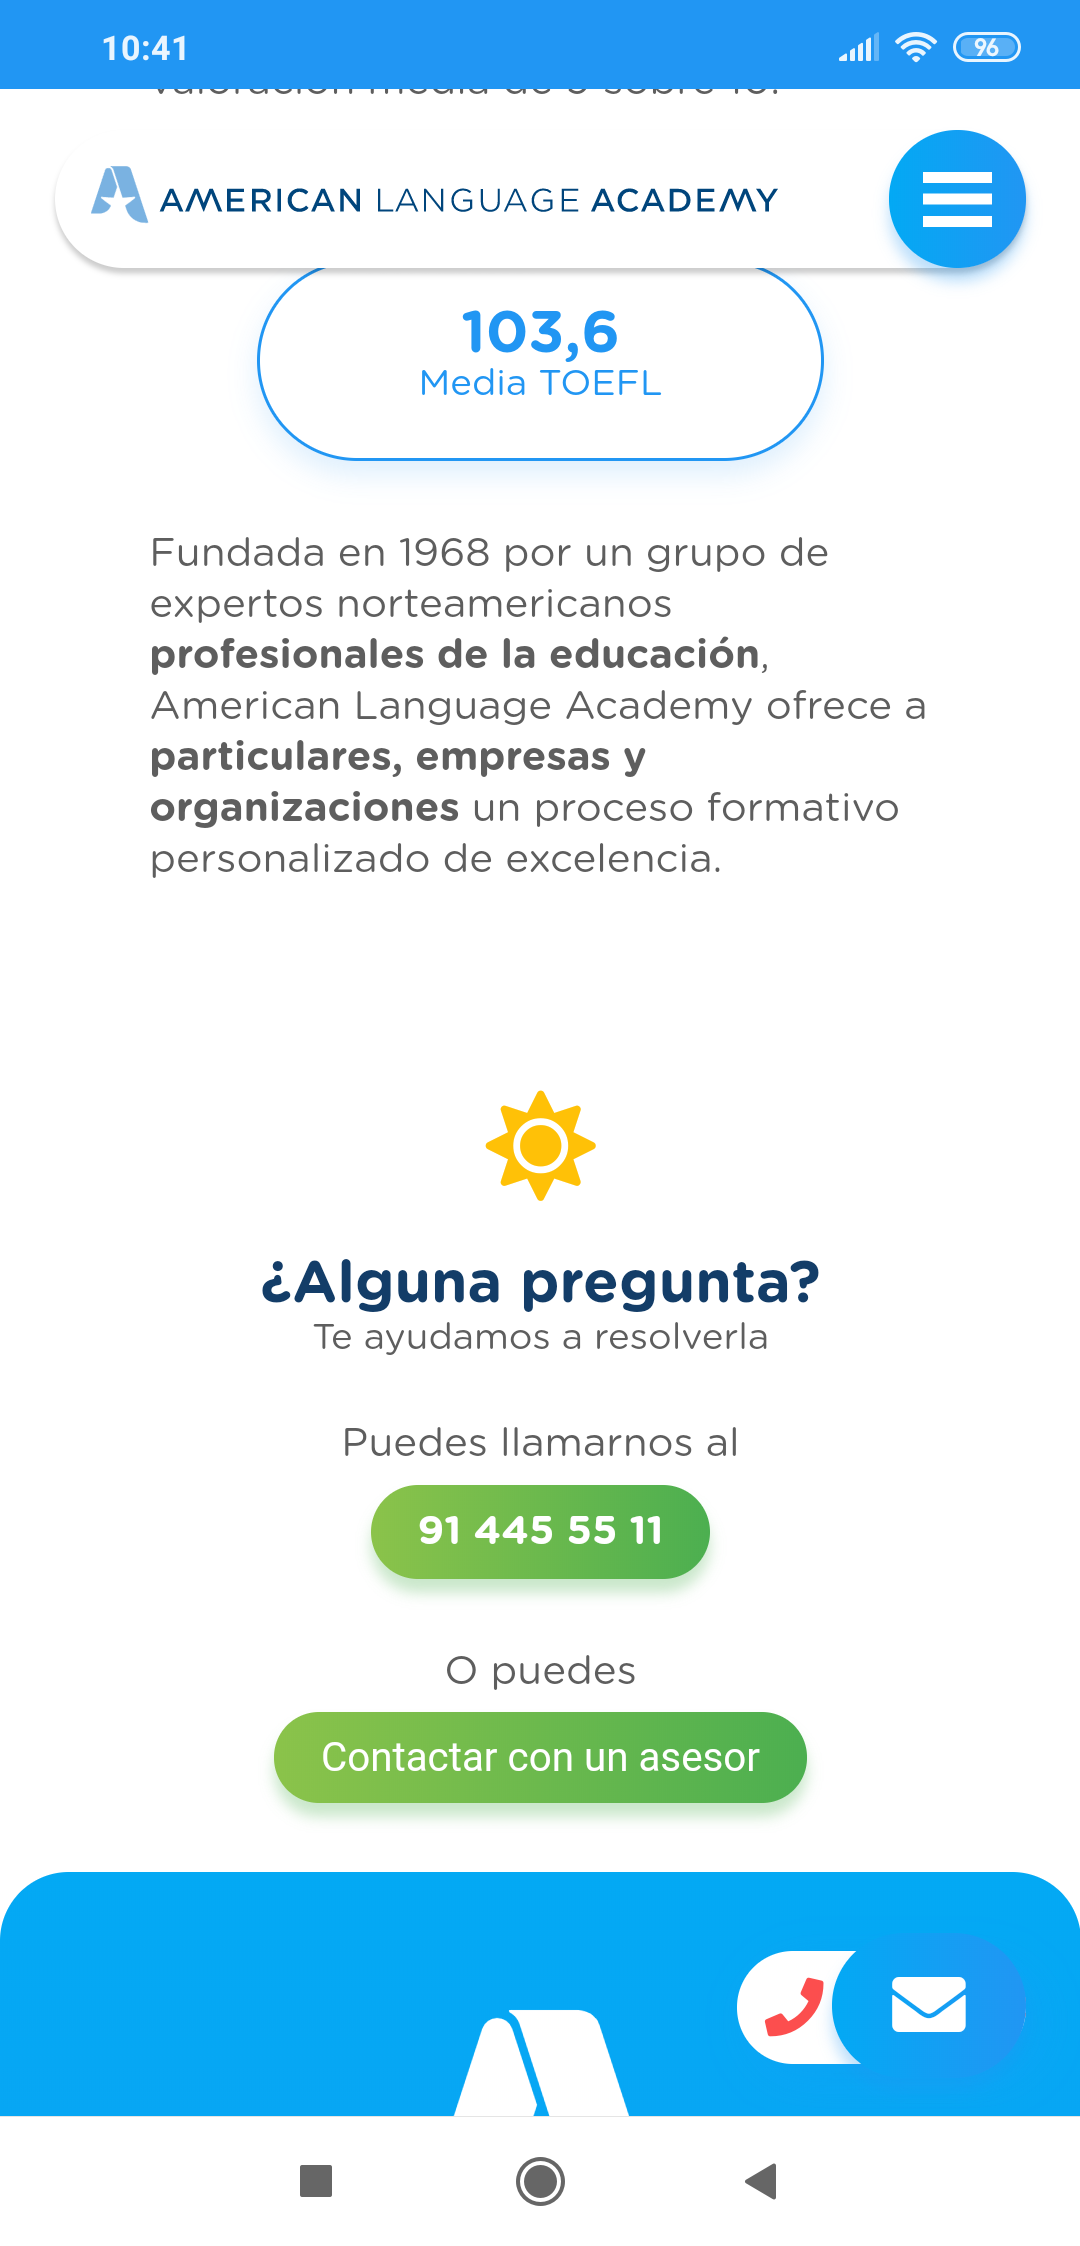 10:41
96
AMERICAN LANGUAGE ACADEMY
103,6
Media TOEFL
Fundada en 1968 por un grupo de
expertos norteamericanos
profesionales de la educación,
American Language Academy ofrece a
particulares, empresas y
organizaciones un proceso formativo
personalizado de excelencia.
¿Alguna pregunta?
Te ayudamos a resolverla
Puedes llamarnos al
91 445 55 11
O puedes
Contactar con un asesor